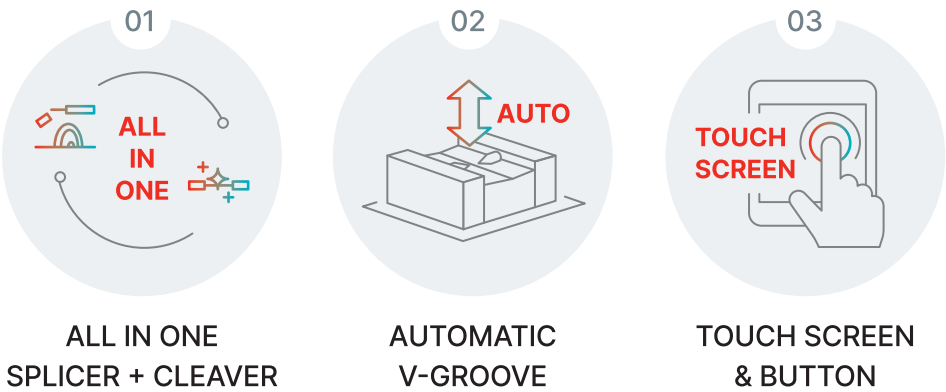 01
ALL
IN
ONE
ALL IN ONE
SPLICER + CLEAVER
02
AUTO
AUTOMATIC
V-GROOVE
03
TOUCH
SCREEN
TOUCH SCREEN
& BUTTON